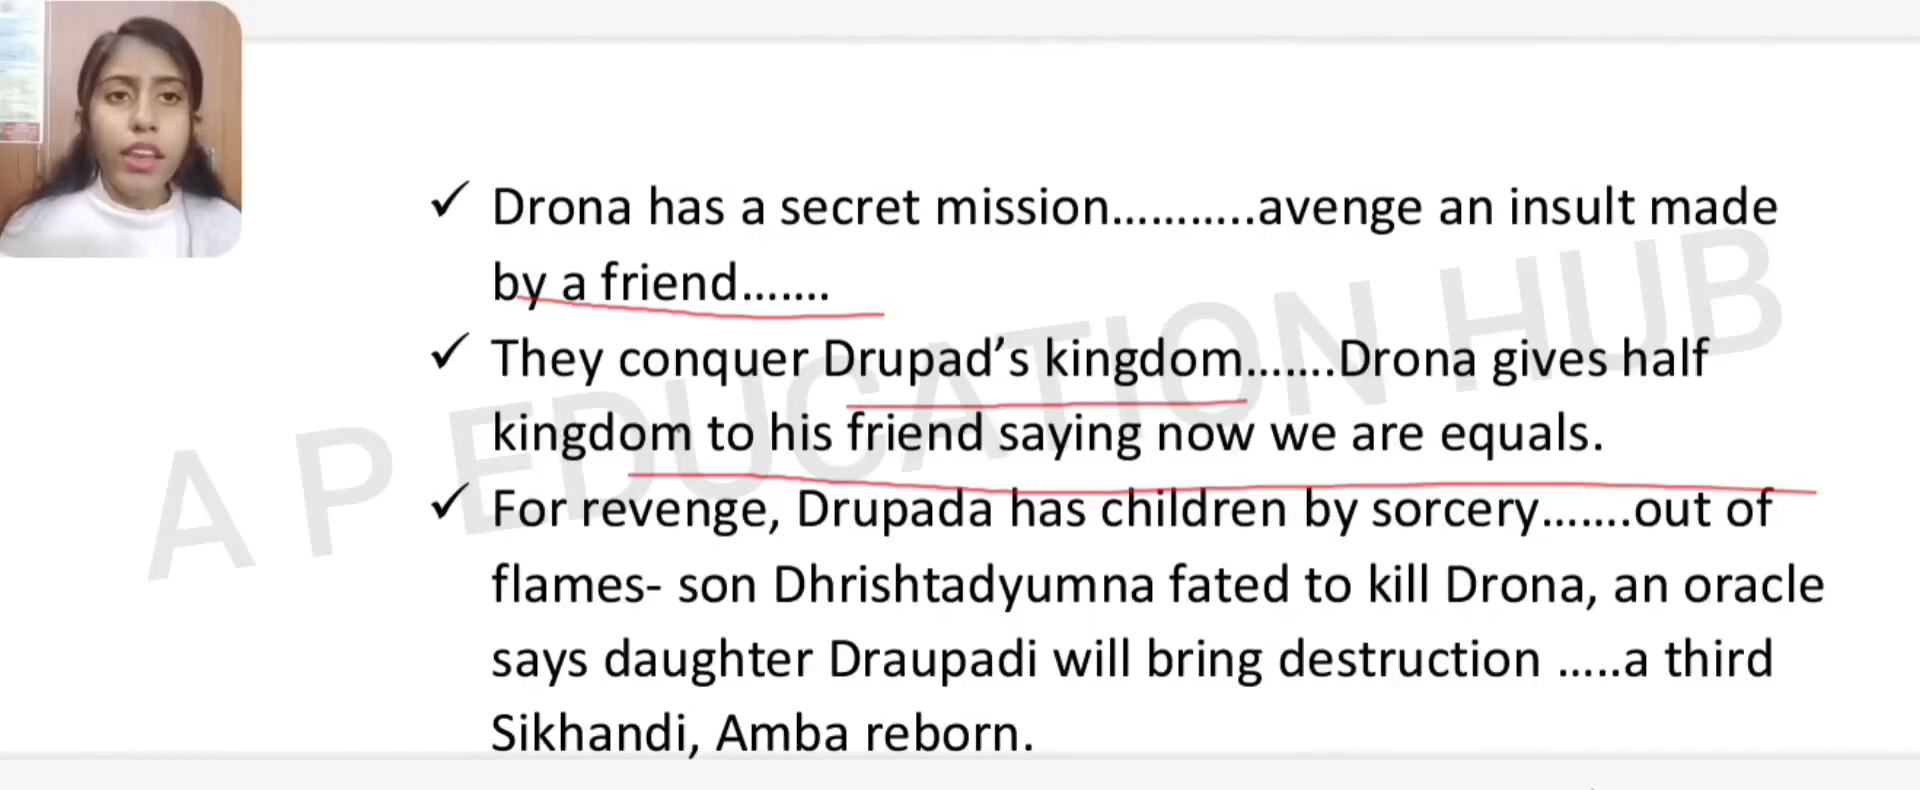 ✓ Drona has a secret mission...........avenge an insult made
by a friend.......
✓ They conquer Drupad’s kingdom.......Drona gives half
kingdom to his friend saying now we are equals.
✓ For revenge, Drupada has children by sorcery.......out of
flames- son Dhrishtadyumna fated to kill Drona, an oracle
says daughter Draupadi will bring destruction .....a third
Sikhandi, Amba reborn.
A P EDUCATION HUB